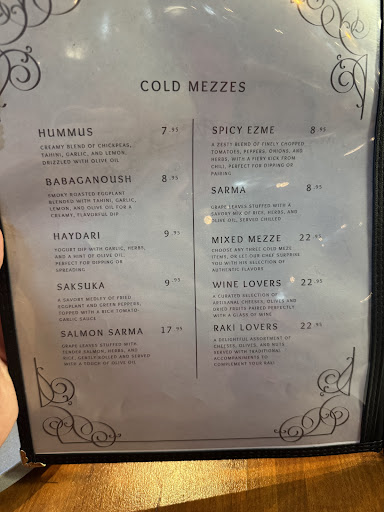 COLD MEZZES
HUMMUS 7.95
CREAMY BLEND OF CHICKPEAS,
TAHINI, GARLIC, AND LEMON,
DRIZZLED WITH OLIVE OIL
BABAGANOUSH 8.95
SMOKY ROASTED EGGPLANT
BLENDED WITH TAHINI, GARLIC,
LEMON, AND OLIVE OIL FOR A
CREAMY, FLAVORFUL DIP
HAYDARI 9.95
YOGURT DIP WITH GARLIC, HERBS,
AND A HINT OF OLIVE OIL,
PERFECT FOR DIPPING OR
SPREADING
SAKSUKA 9.95
A SAVORY MEDLEY OF FRIED
EGGPLANT AND GREEN PEPPERS,
TOPPED WITH A RICH TOMATO-
GARLIC SAUCE
SALMON SARMA 17.95
GRAPE LEAVES STUFFED WITH
TENDER SALMON, HERBS, AND
RICE, GENTLY ROLLED AND SERVED
WITH A TOUCH OF OLIVE OIL
SPICY EZME 8.95
A ZESTY BLEND OF FINELY CHOPPED
TOMATOES, PEPPERS, ONIONS, AND
HERBS, WITH A FIERY KICK FROM
CHILI, PERFECT FOR DIPPING OR
PAIRING
SARMA 8.95
GRAPE LEAVES STUFFED WITH A
SAVORY MIX OF RICE, HERBS, AND
OLIVE OIL, SERVED CHILLED
MIXED MEZZE 22.95
CHOOSE ANY THREE COLD MEZE
ITEMS, OR LET OUR CHEF SURPRISE
YOU WITH HIS SELECTION OF
AUTHENTIC FLAVORS
WINE LOVERS 22.95
A CURATED SELECTION OF
ARTISANAL CHEESES, OLIVES AND
DRIED FRUITS PAIRED PERFECTLY
WITH A GLASS OF WINE
RAKI LOVERS 22.95
A DELIGHTFUL ASSORTMENT OF
CHEESES, OLIVES, AND NUTS
SERVED WITH TRADITIONAL
ACCOMPANIMENTS TO
COMPLEMENT YOUR RAKI